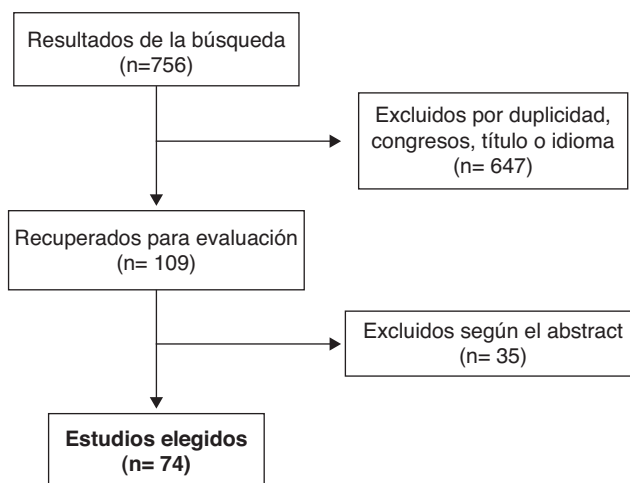 Resultados de la búsqueda
(n=756)
Excluidos por duplicidad,
congresos, título o idioma
(n= 647)
Recuperados para evaluación
(n= 109)
Excluidos según el abstract
(n= 35)
Estudios elegidos
(n= 74)